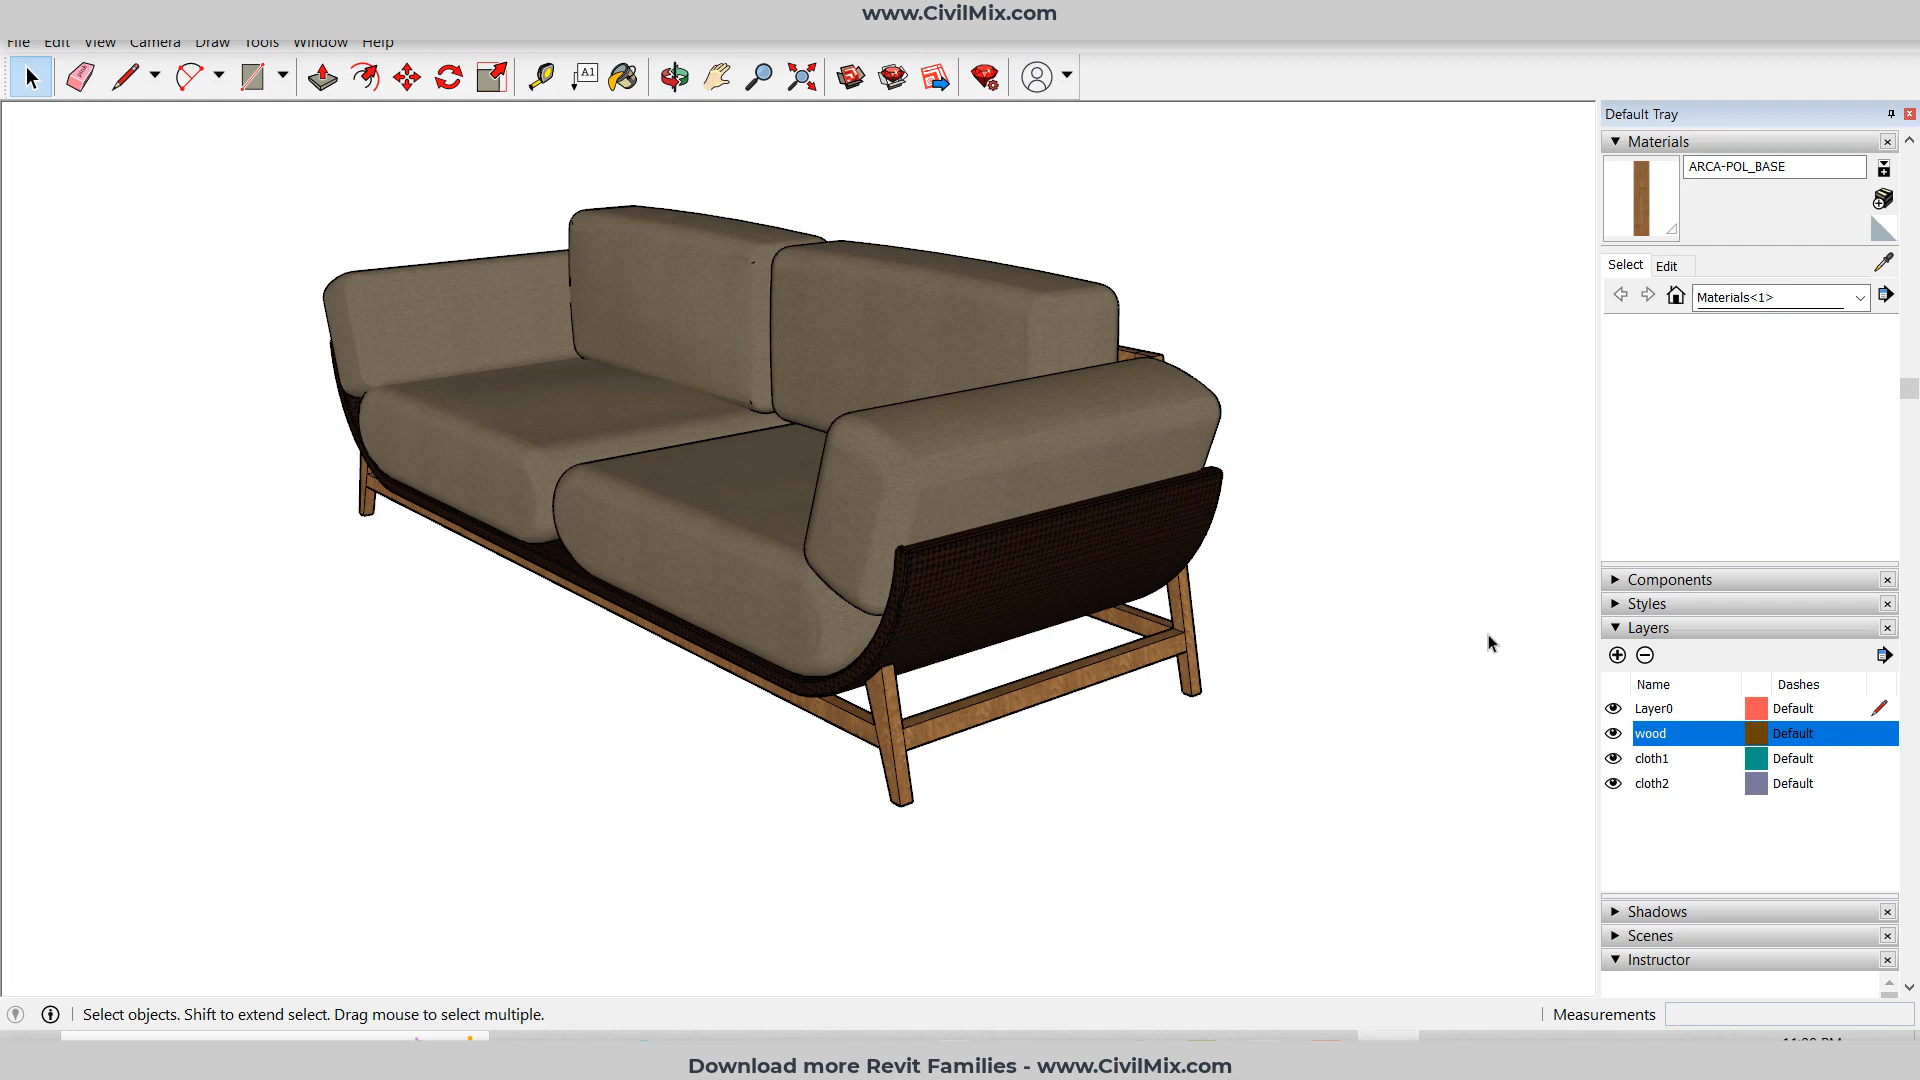 www.CivilMix.com
File Edit View Camera Draw Tools Window Help
A1
Default Tray
Materials
ARCA-POL_BASE
Select Edit
Materials<1>
Components
Styles
Layers
Name Dashes
Layer0 Default
wood Default
cloth1 Default
cloth2 Default
Shadows
Scenes
Instructor
Select objects. Shift to extend select. Drag mouse to select multiple.
Measurements
Download more Revit Families - www.CivilMix.com